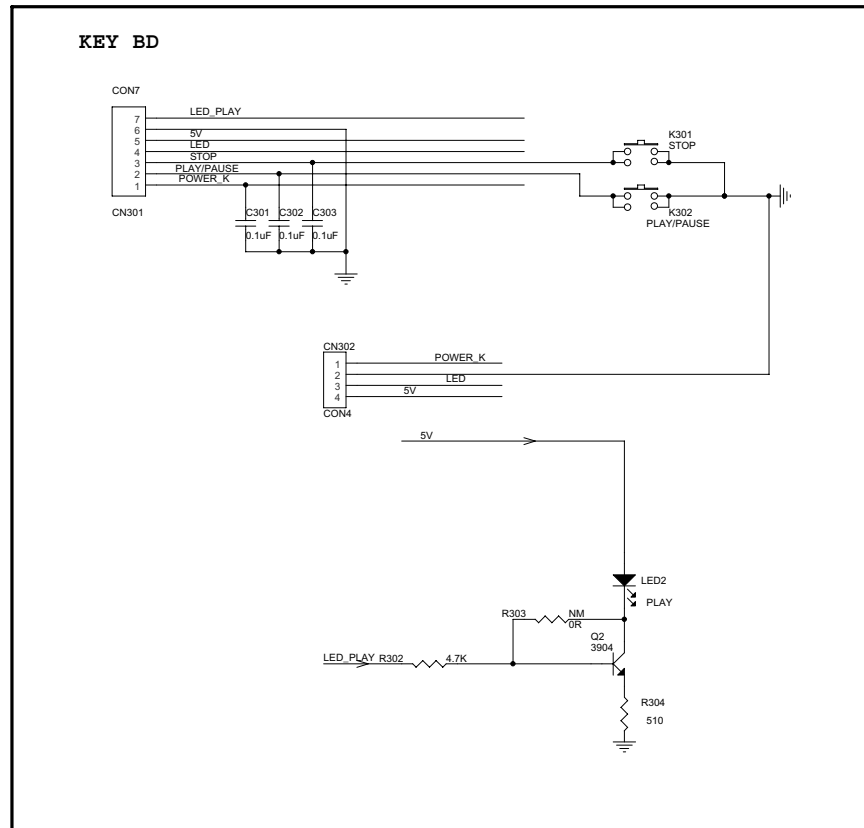 KEY BD
CON7
7
LED_PLAY
6
5
5V
4
LED
3
STOP
2
PLAY/PAUSE
1
POWER_K
CN301
K301
STOP
K302
PLAY/PAUSE
C301
C302
C303
0.1uF
0.1uF
0.1uF
CN302
1
POWER_K
2
3
LED
4
5V
CON4
5V
LED2
PLAY
R303
NM
0R
Q2
3904
LED_PLAY
R302
4.7K
R304
510